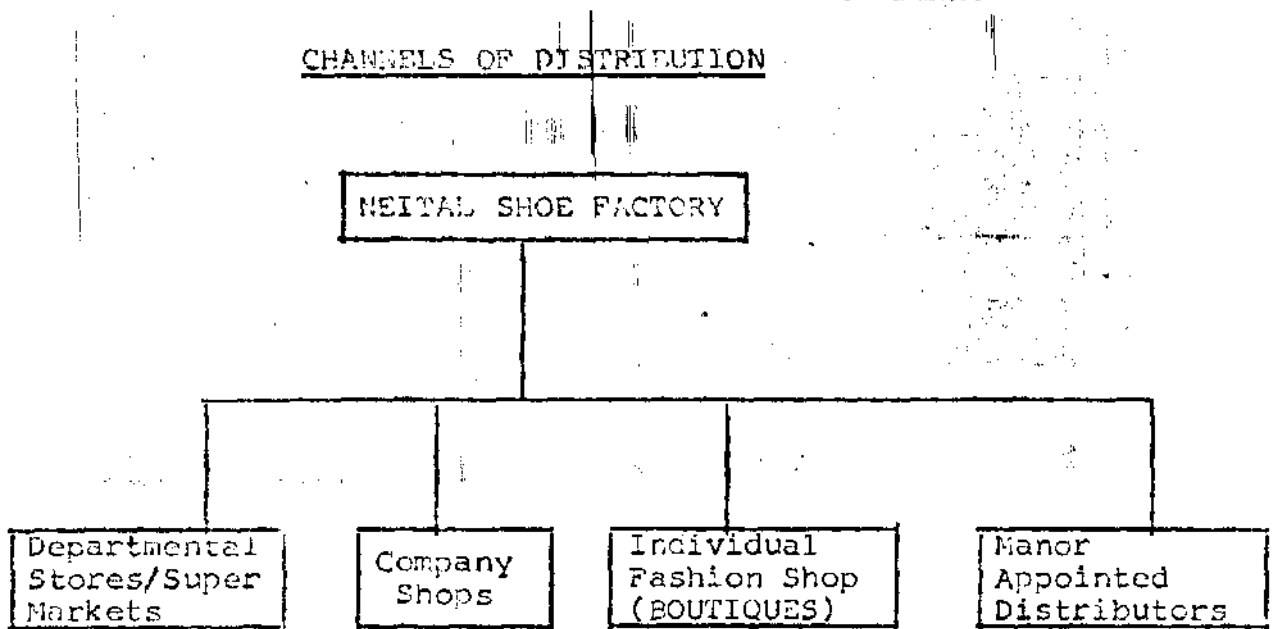 CHANNELS OF DISTRIBUTION
NEITAL SHOE FACTORY
Departmental
Stores/Super
Markets
Company
Shops
Individual
Fashion Shop
(BOUTIQUES)
Manor
Appointed
Distributors